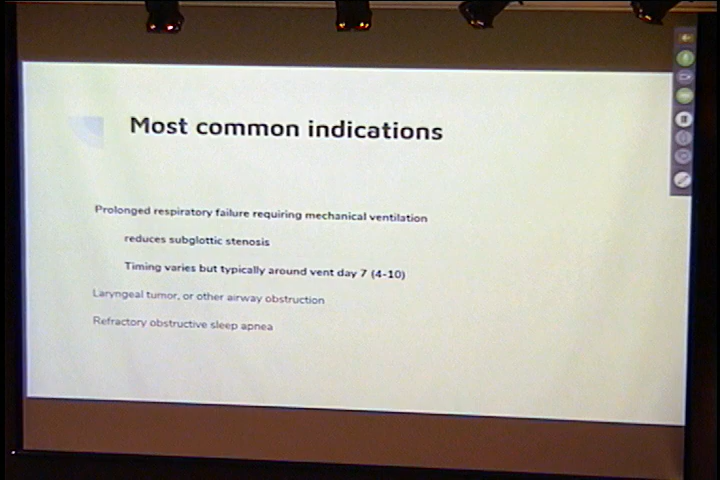 Most common indications
Prolonged respiratory failure requiring mechanical ventilation
reduces subglottic stenosis
Timing varies but typically around vent day 7 (4-10)
Laryngeal tumor, or other airway obstruction
Refractory obstructive sleep apnea